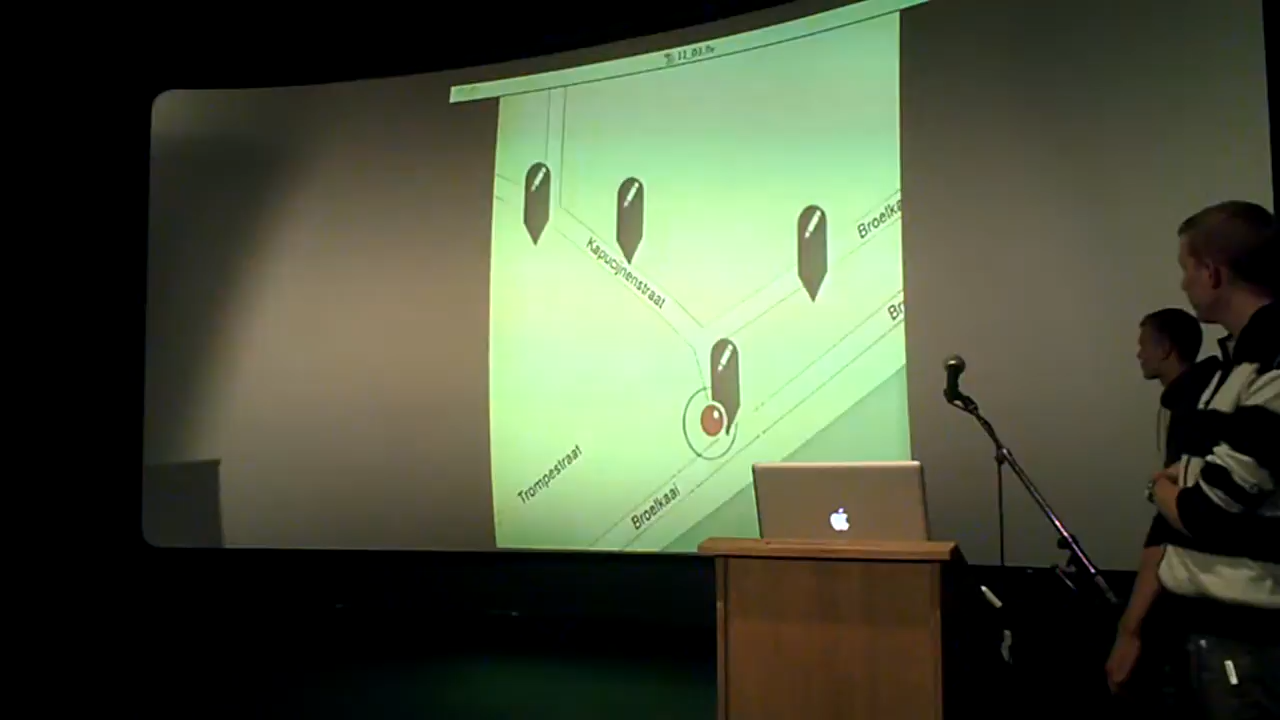 Broelka
Kapucijnenstraat
Br
Trompestraat
Broelkaai